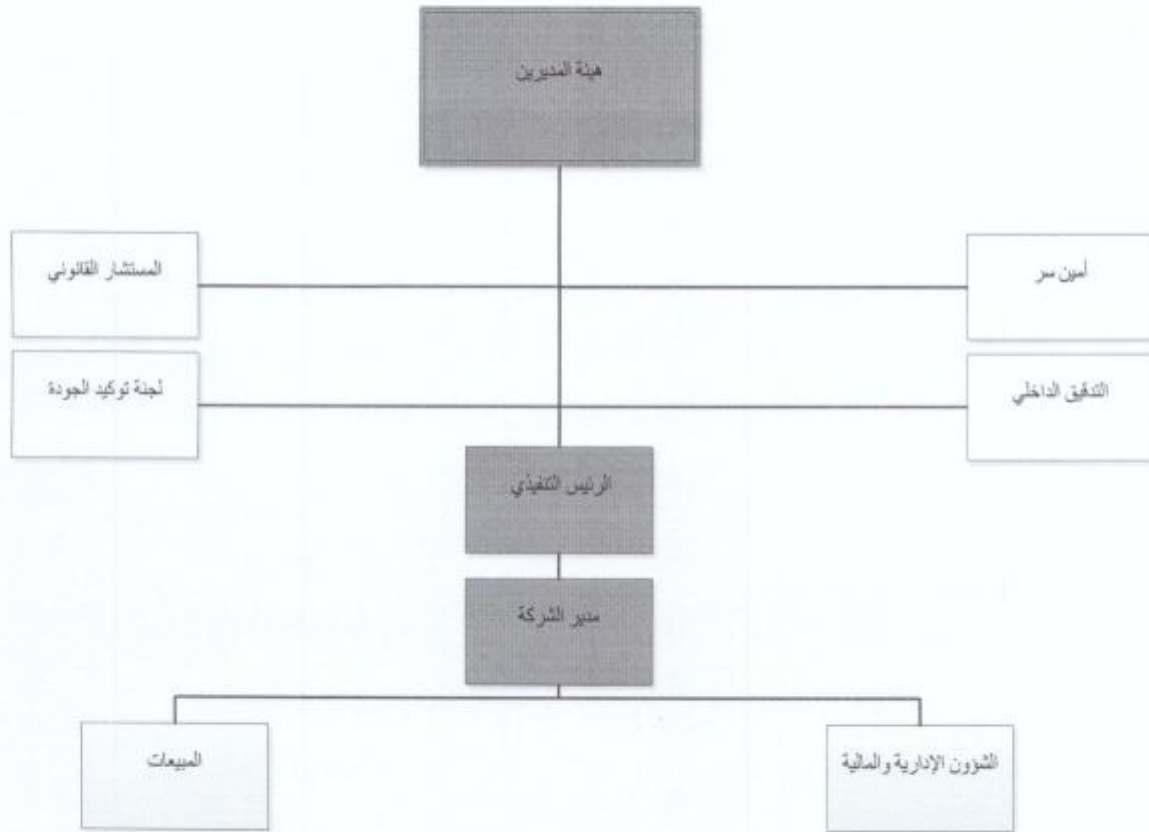 هيئة المديرين
أمين سر
المستشار القانوني
التدقيق الداخلي
لجنة توكيد الجودة
الرئيس التنفيذي
مدير الشركة
الشؤون الإدارية والمالية
المبيعات